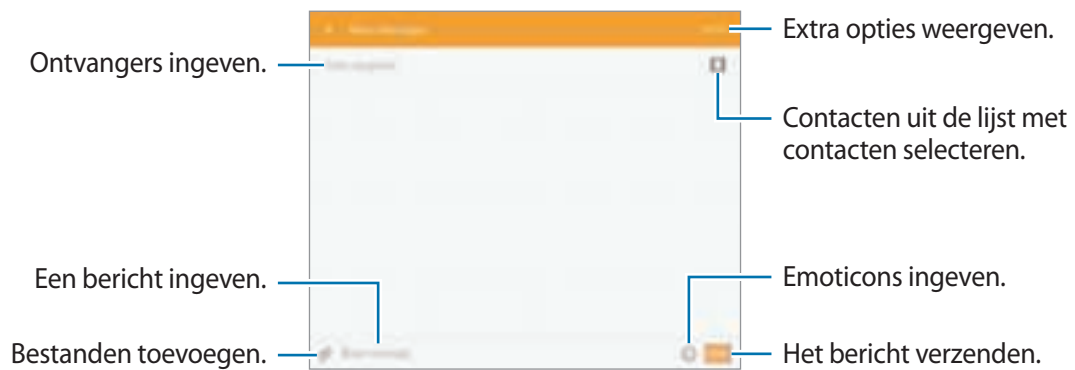 Extra opties weergeven.
Ontvangers ingeven.
Contacten uit de lijst met
contacten selecteren.
Een bericht ingeven.
Emoticons ingeven.
Bestanden toevoegen.
Het bericht verzenden.